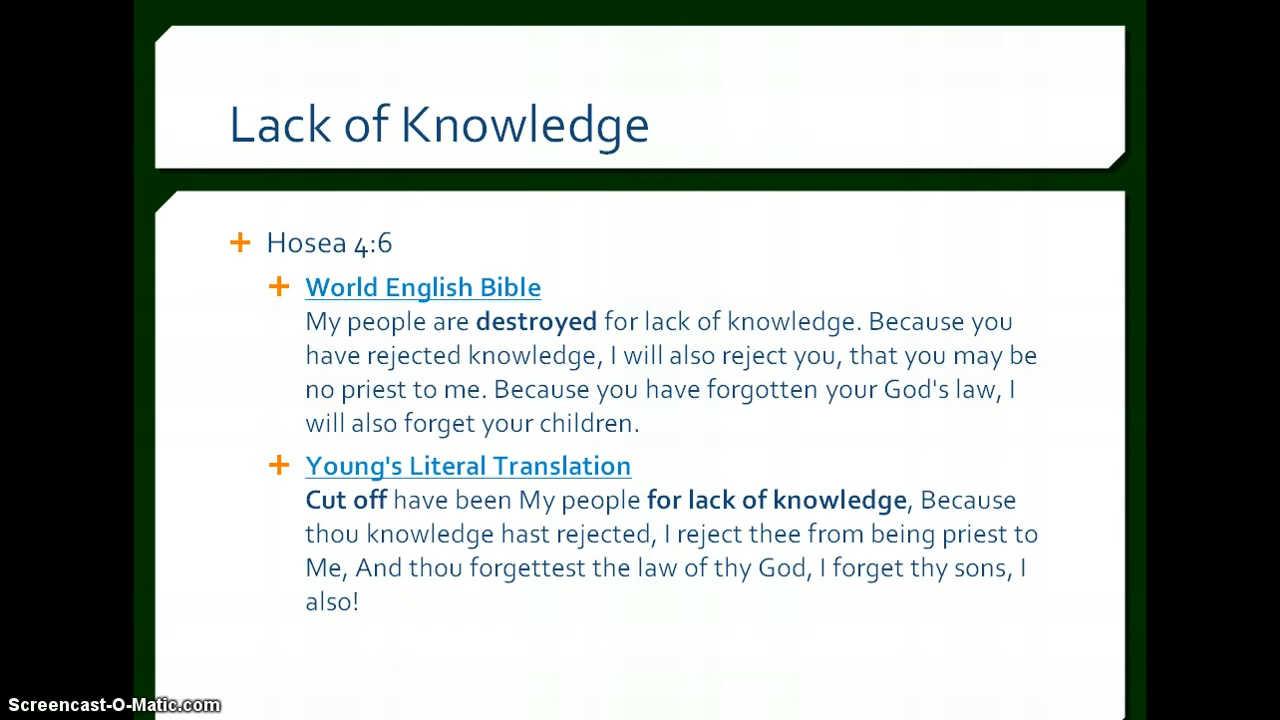 Lack of Knowledge
Hosea 4:6
World English Bible
My people are destroyed for lack of knowledge. Because you
have rejected knowledge, I will also reject you, that you may be
no priest to me. Because you have forgotten your God's law, I
will also forget your children.
Young's Literal Translation
Cut off have been My people for lack of knowledge, Because
thou knowledge hast rejected, I reject thee from being priest to
Me, And thou forgettest the law of thy God, I forget thy sons, I
also!
Screencast-O-Matic.com